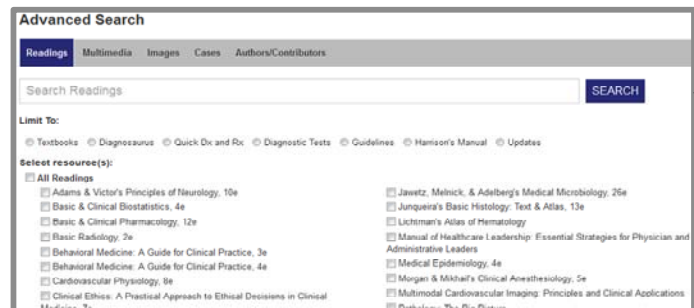 Advanced Search
Readings Multimedia Images Cases Authors/Contributors
Search Readings SEARCH
Limit To:
Textbooks Diagnosaurus Quick Dx and Rx Diagnostic Tests Guidelines Harrison's Manual Updates
Select resource(s):
All Readings
Adams & Victor's Principles of Neurology, 10e
Basic & Clinical Biostatistics, 4e
Basic & Clinical Pharmacology, 12e
Basic Radiology, 2e
Behavioral Medicine: A Guide for Clinical Practice, 3e
Behavioral Medicine: A Guide for Clinical Practice, 4e
Cardiovascular Physiology, 8e
Clinical Ethics: A Practical Approach to Ethical Decisions in Clinical
Medicine, 7e
Jawetz, Melnick, & Adelberg's Medical Microbiology, 26e
Junqueira's Basic Histology: Text & Atlas, 13e
Lichtman's Atlas of Hematology
Manual of Healthcare Leadership: Essential Strategies for Physician and
Administrative Leaders
Medical Epidemiology, 4e
Morgan & Mikhail's Clinical Anesthesiology, 5e
Multimodal Cardiovascular Imaging: Principles and Clinical Applications
Pathology: The Big Picture